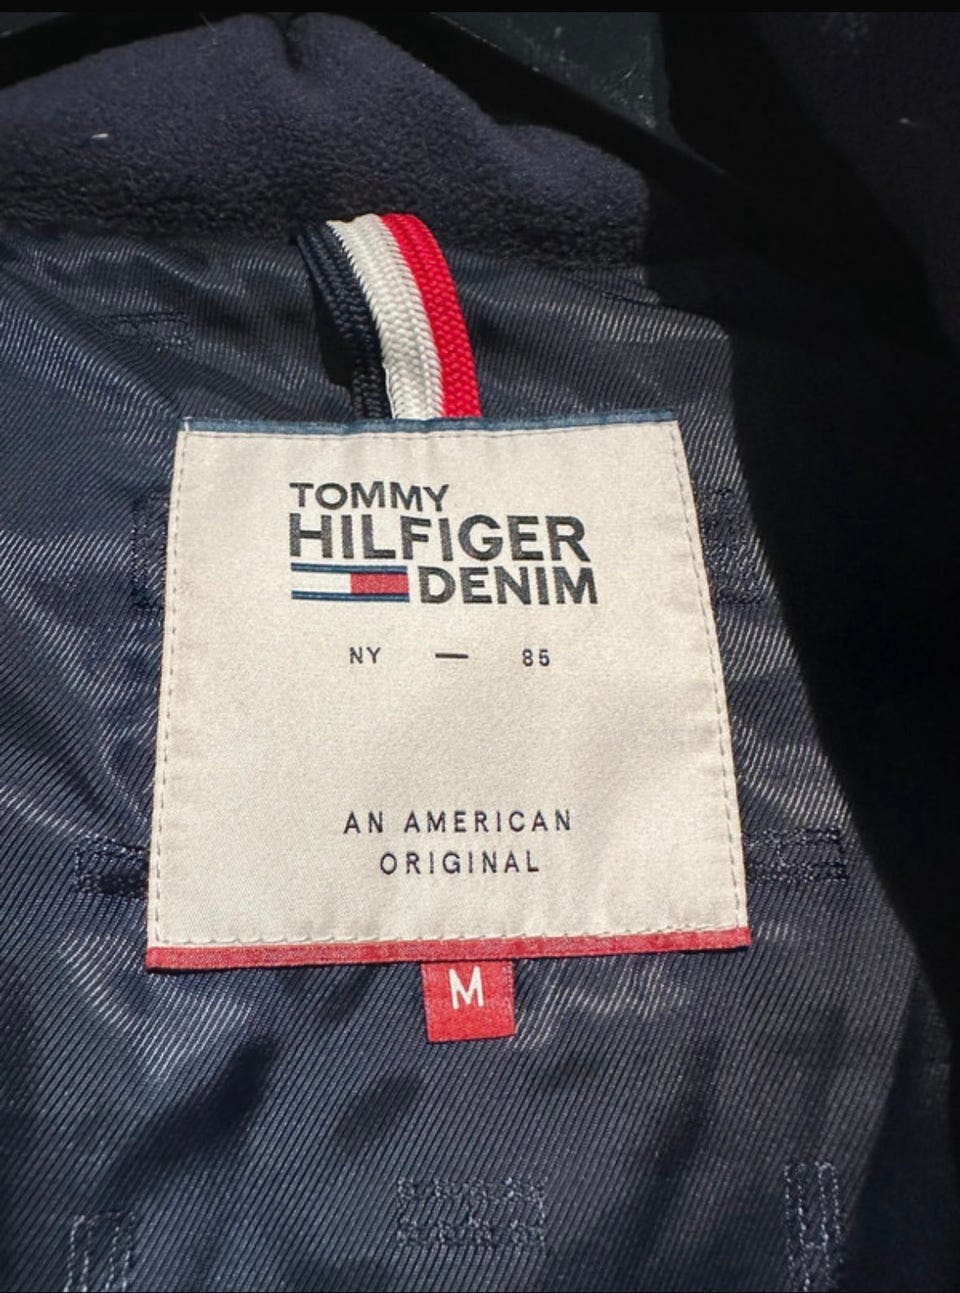 TOMMY
HILFIGER
DENIM
NY — 85
AN AMERICAN
ORIGINAL
M